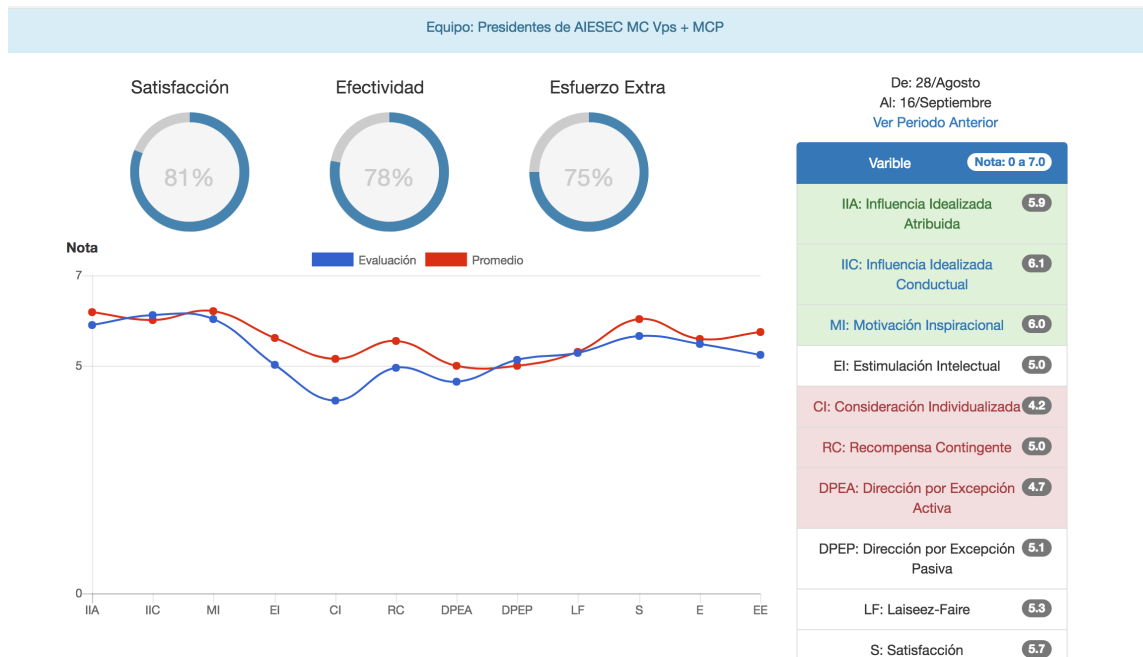 Equipo: Presidentes de AIESEC MC Vps + MCP
Satisfacción
Efectividad
Esfuerzo Extra
81%
78%
75%
De: 28/Agosto
Al: 16/Septiembre
Ver Periodo Anterior
Nota
Evaluación
Promedio
7
5
0
IIA
IIC
MI
EI
CI
RC
DPEA
DPEP
LF
S
E
EE
Varible Nota: 0 a 7.0
IIA: Influencia Idealizada 5.9
Atribuida
IIC: Influencia Idealizada 6.1
Conductual
MI: Motivación Inspiracional 6.0
EI: Estimulación Intelectual 5.0
CI: Consideración Individualizada 4.2
RC: Recompensa Contingente 5.0
DPEA: Dirección por Excepción 4.7
Activa
DPEP: Dirección por Excepción 5.1
Pasiva
LF: Laiseez-Faire 5.3
S: Satisfacción 5.7